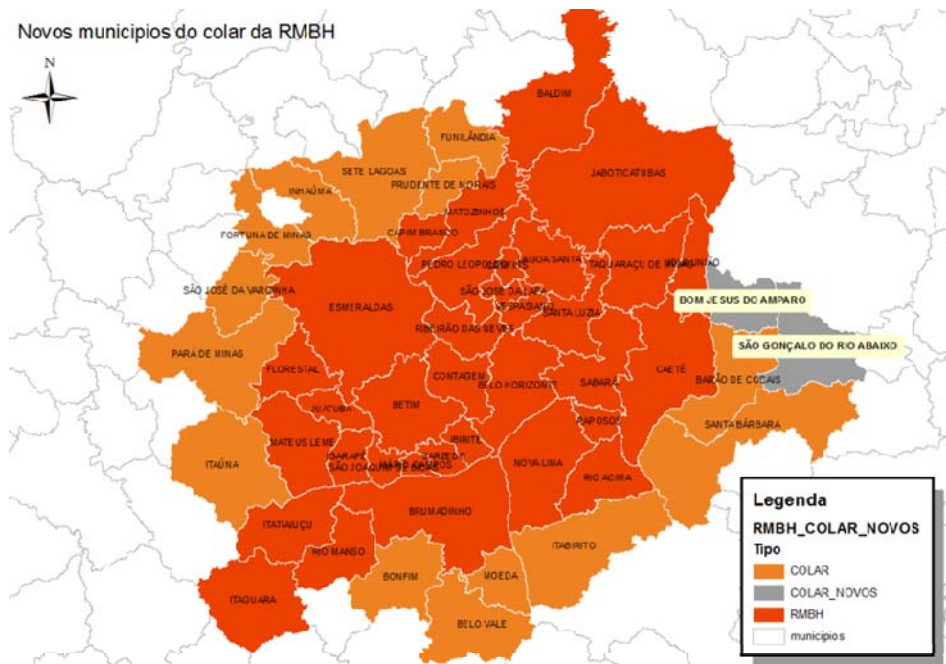 Novos municipios do colar da RMBH
N
BALDIM
FUNILÂNDIA
SETE LAGOAS
JABOTICATUBAS
PRUDENTE DE MORAIS
INHAÚMA
MATOZINHOS
CAPIM BRANCO
FORTUNA DE MINAS
PEDRO LEOPOLDO
LAGOA SANTA
TAQUARAÇU DE
SÃO JOSÉ DA VARGINHA
SÃO JOSÉ DA LAPA
DOM JESUS DO AMPARO
ESMERALDAS
VESPASIANO
SANTA LUZIA
RIBEIRÃO DAS NEVES
SÃO GONÇALO DO RIO ABAIXO
PARÁ DE MINAS
FLORESTAL
CONTAGEM
BELO HORIZONTE
SABARÁ
CAETÉ
BARÃO DE COCAIS
JUATUBA
BETIM
RAPOSOS
SANTA BÁRBARA
MATEUS LEME
IBIRITÉ
IGARAPÉ
SARZEDO
ITAÚNA
SÃO JOAQUIM DE BICAS
MÁRIO CAMPOS
NOVA LIMA
RIO ACIMA
BRUMADINHO
ITATIAIUÇU
RIO MANSO
ITABIRITO
BONFIM
MOEDA
ITAGUARA
BELO VALE
Legenda
RMBH_COLAR_NOVOS
Tipo
COLAR
COLAR_NOVOS
RMBH
municipios